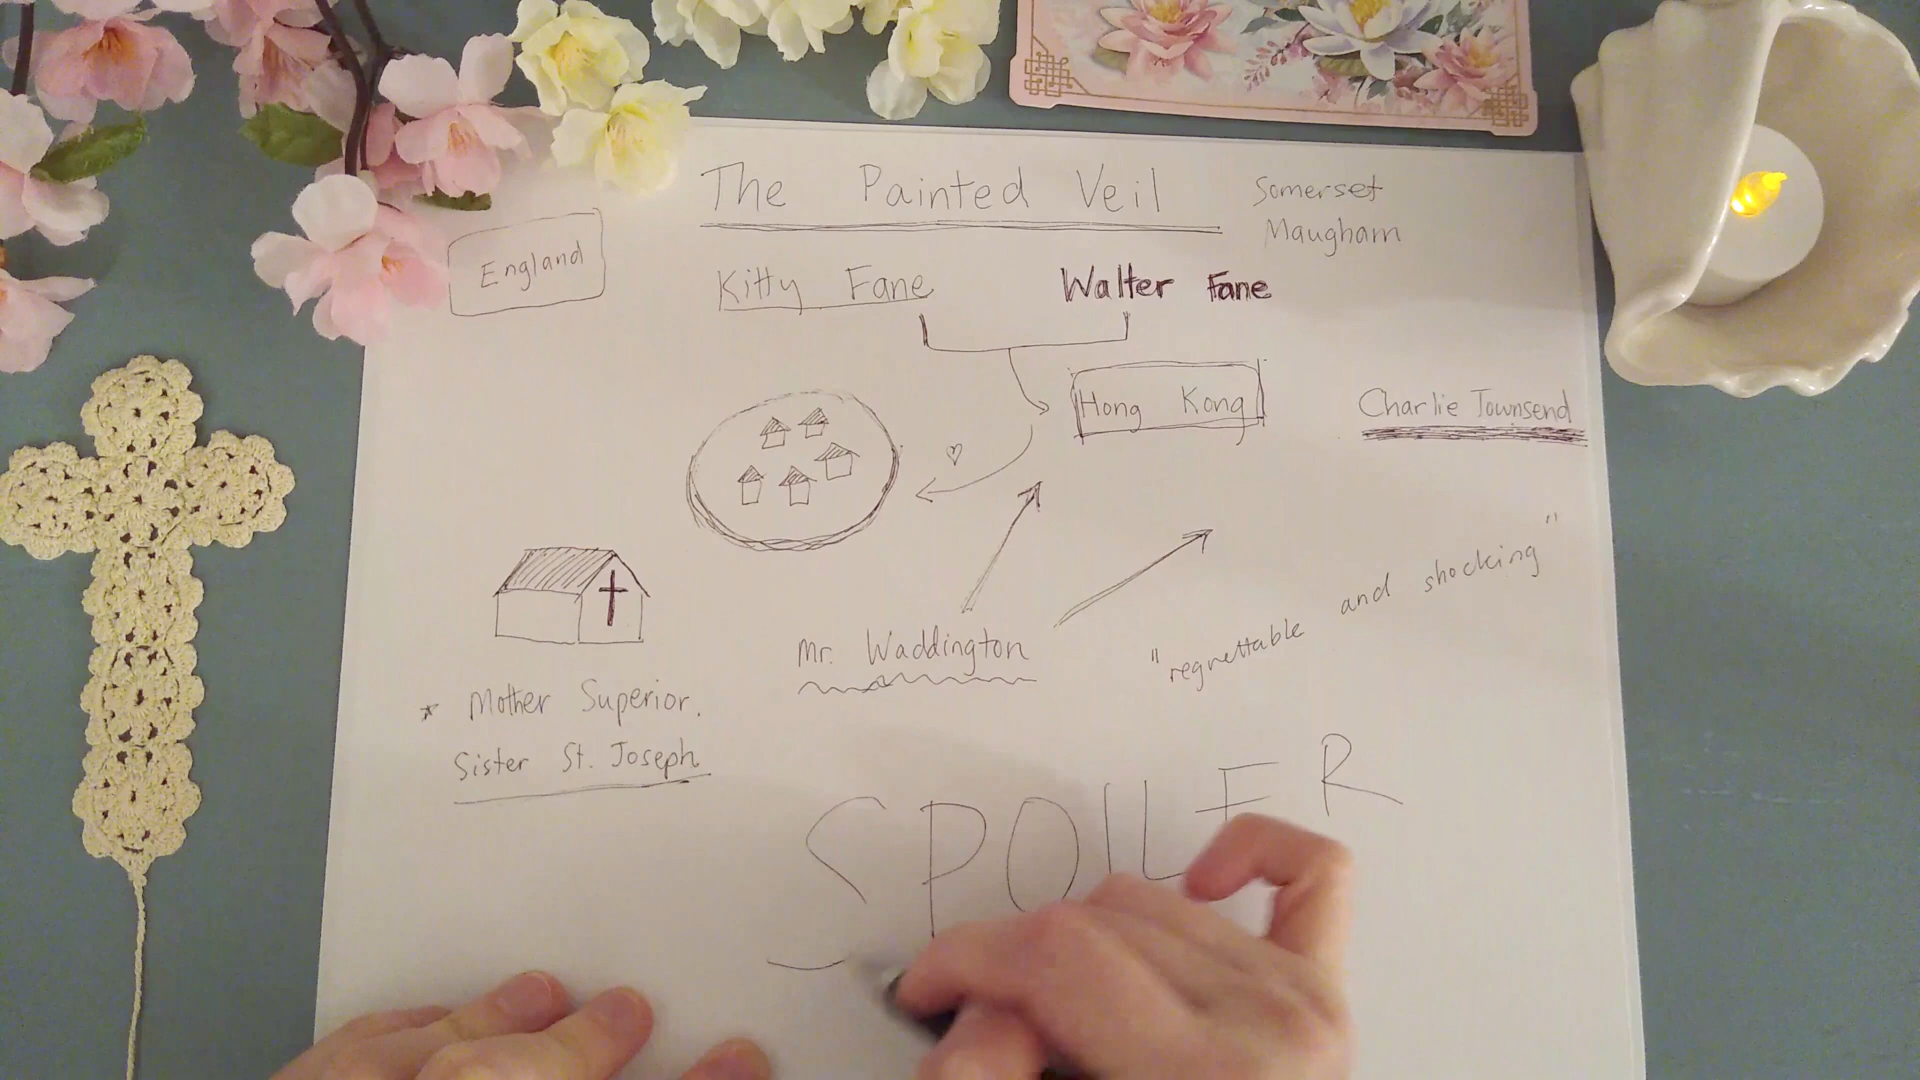 The Painted Veil
Somerset
Maugham
England
Kitty Fane
Walter Fane
Hong Kong
Charlie Townsend
"regrettable and shocking"
Mr. Waddington
* Mother Superior.
Sister St. Joseph
SPOILER